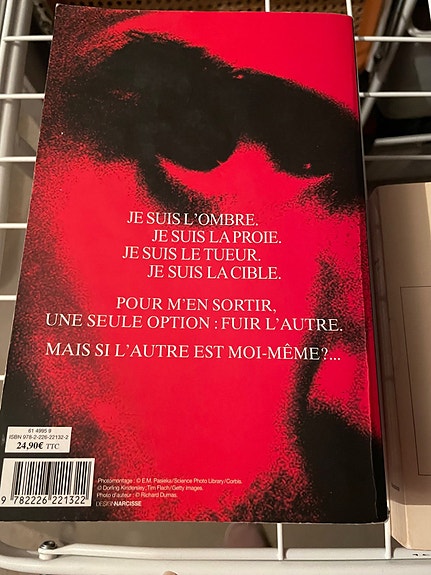 JE SUIS L'OMBRE.
JE SUIS LA PROIE.
JE SUIS LE TUEUR.
JE SUIS LA CIBLE.
POUR M'EN SORTIR,
UNE SEULE OPTION : FUIR L'AUTRE.
MAIS SI L'AUTRE EST MOI-MÊME ?...
61 4995 9
ISBN 978-2-226-22132-2
24,90€ TTC
Photomontage : © E.M. Pasieka/Science Photo Library/Corbis.
© Dorling Kindersley ; Tim Flach/Getty images.
Photo d'auteur : © Richard Dumas.
DESIGN NARCISSE
9 782226 221322